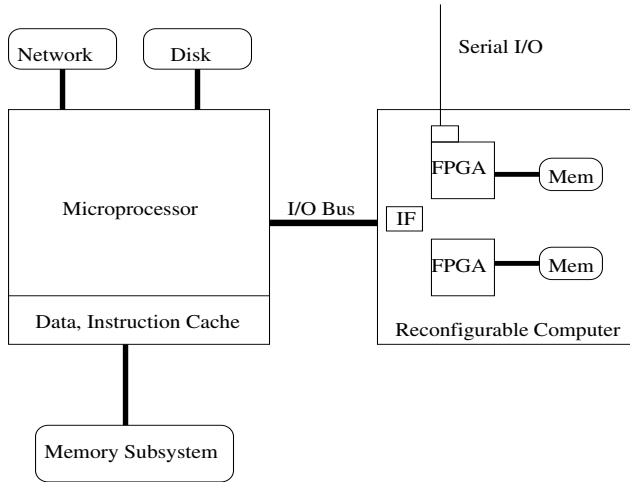 Network
Disk
Serial I/O
Microprocessor
I/O Bus
IF
FPGA
Mem
FPGA
Mem
Data, Instruction Cache
Reconfigurable Computer
Memory Subsystem